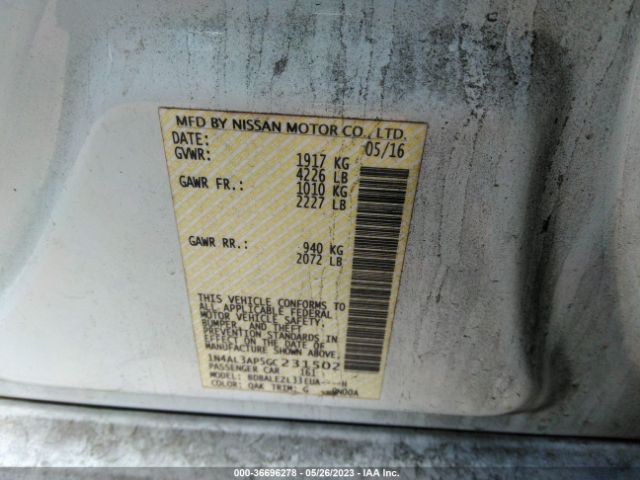 MFD BY NISSAN MOTOR CO., LTD.
DATE: 05/16
GVWR: 1917 KG
4226 LB
GAWR FR.: 1010 KG
2227 LB
GAWR RR.: 940 KG
2072 LB
THIS VEHICLE CONFORMS TO
ALL APPLICABLE FEDERAL
MOTOR VEHICLE SAFETY,
BUMPER, AND THEFT
PREVENTION STANDARDS IN
EFFECT ON THE DATE OF
MANUFACTURE SHOWN ABOVE.
1N4AL3AP5GC231502
PASSENGER CAR 161
MODEL:
COLOR: QAK TRIM: G
000-36696278 - 05/26/2023 - IAA Inc.